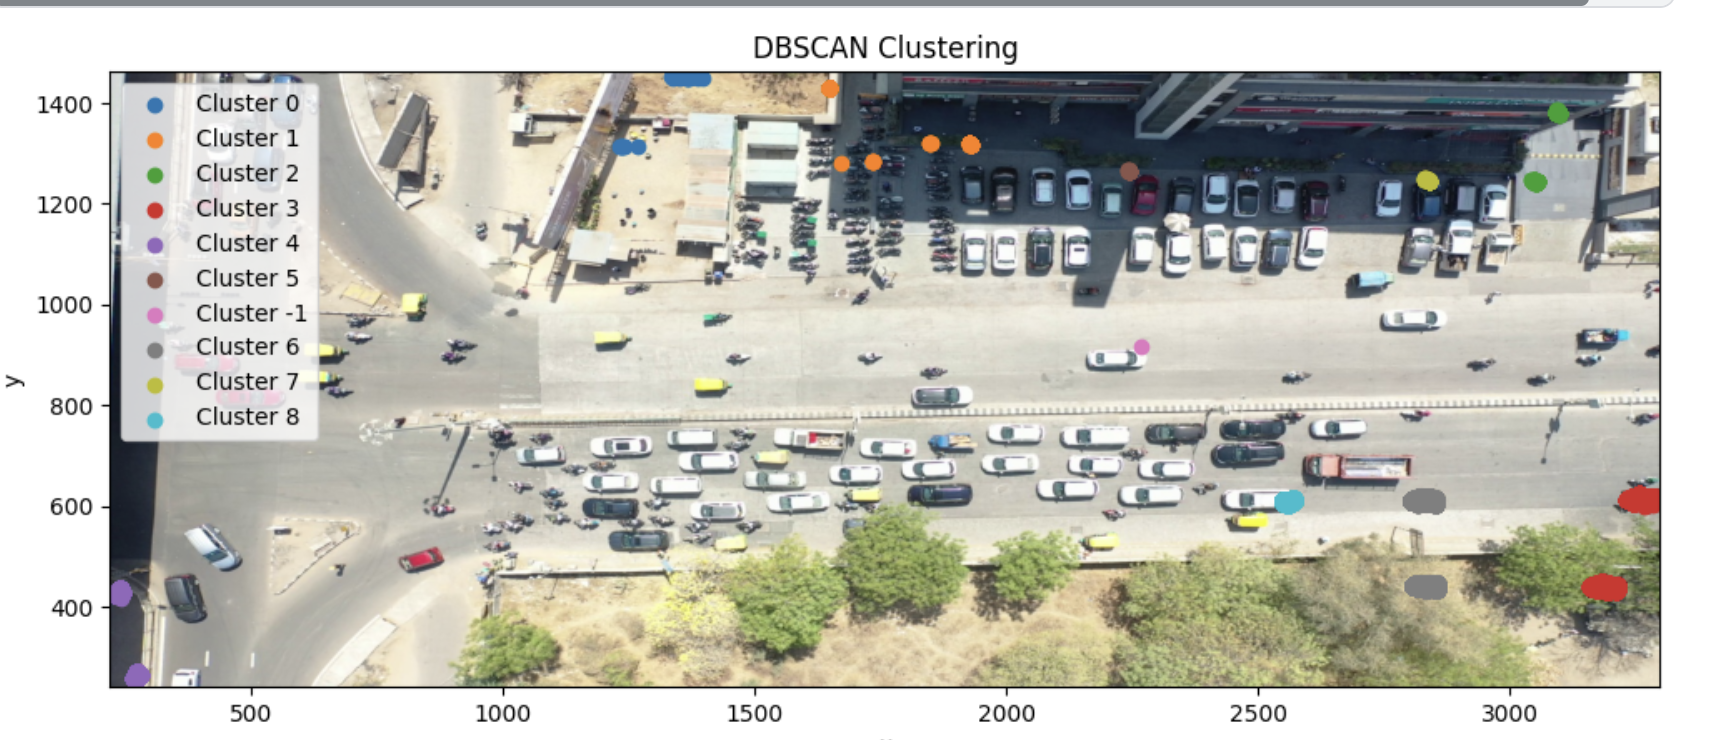 DBSCAN Clustering
1400
1200
1000
800
600
400
y
Cluster 0
Cluster 1
Cluster 2
Cluster 3
Cluster 4
Cluster 5
Cluster -1
Cluster 6
Cluster 7
Cluster 8
500
1000
1500
2000
2500
3000